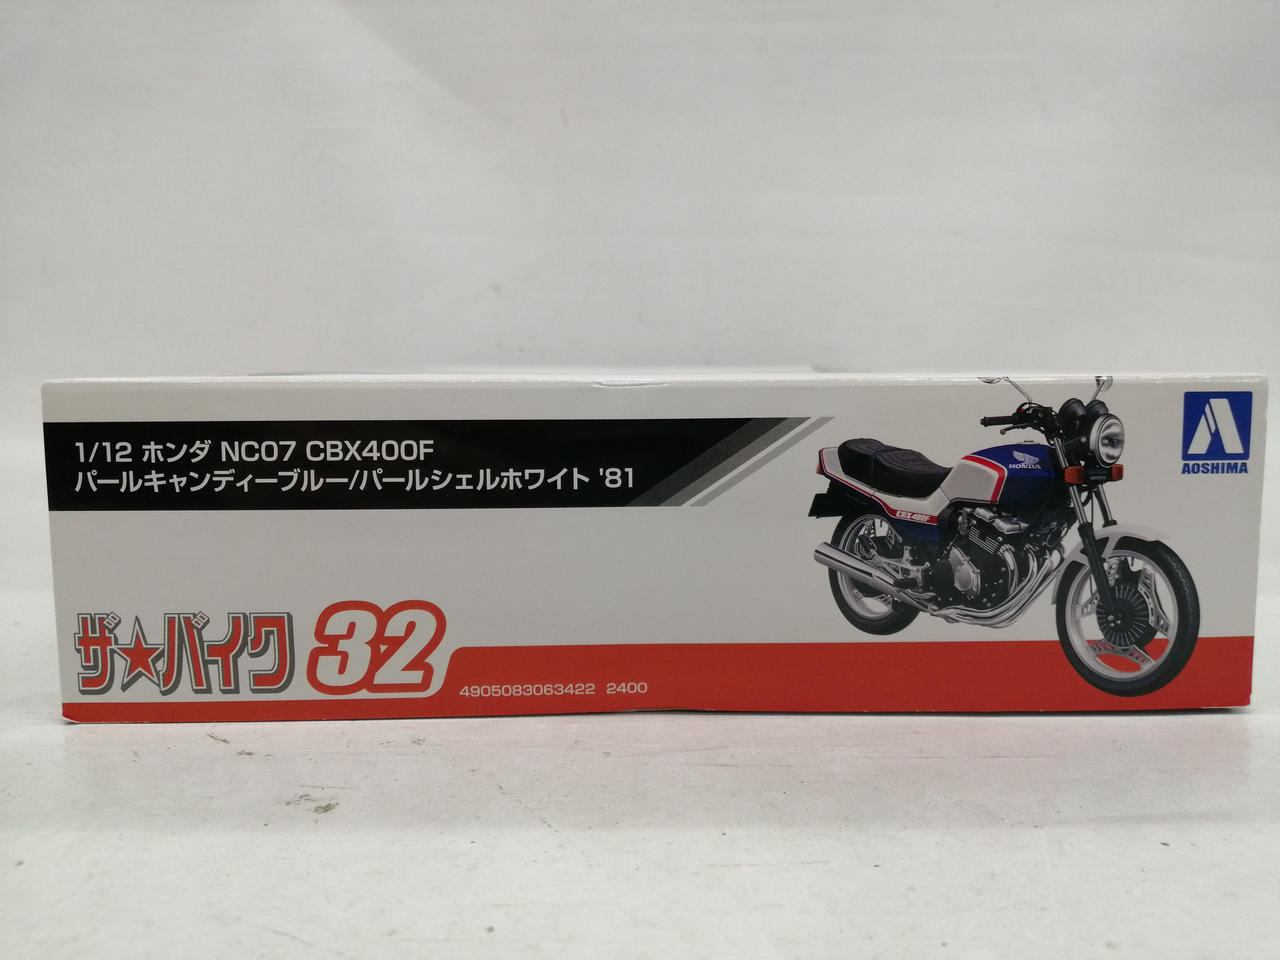 1/12 ホンダ NC07 CBX400F
パールキャンディーブルー/パールシェルホワイト '81
AOSHIMA
HONDA
CBX400F
ザ★バイク 32
4905083063422 2400